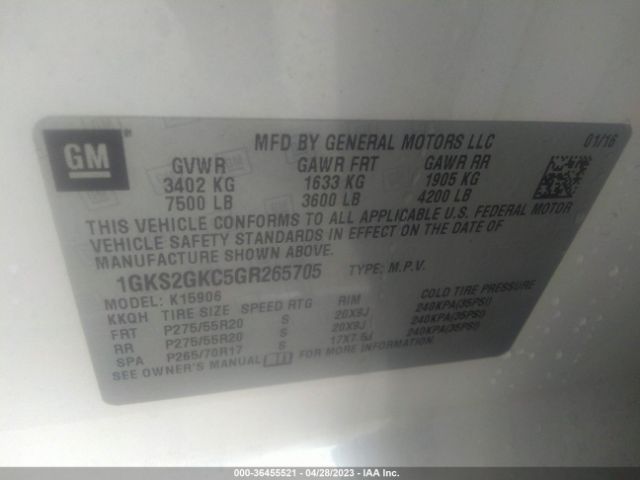 GM
MFD BY GENERAL MOTORS LLC 01/16
GVWR GAWR FRT GAWR RR
3402 KG 1633 KG 1905 KG
7500 LB 3600 LB 4200 LB
THIS VEHICLE CONFORMS TO ALL APPLICABLE U.S. FEDERAL MOTOR
VEHICLE SAFETY STANDARDS IN EFFECT ON THE DATE OF
MANUFACTURE SHOWN ABOVE.
1GKS2GKC5GR265705 TYPE: M.P.V.
MODEL: K15906
KKQH TIRE SIZE SPEED RTG RIM COLD TIRE PRESSURE
FRT P275/55R20 S 20X9J 240KPA(35PSI)
RR P275/55R20 S 20X9J 240KPA(35PSI)
SPA P265/70R17 S 17X7.5J 240KPA(35PSI)
SEE OWNER'S MANUAL FOR MORE INFORMATION.
000-36455521 - 04/28/2023 - IAA Inc.